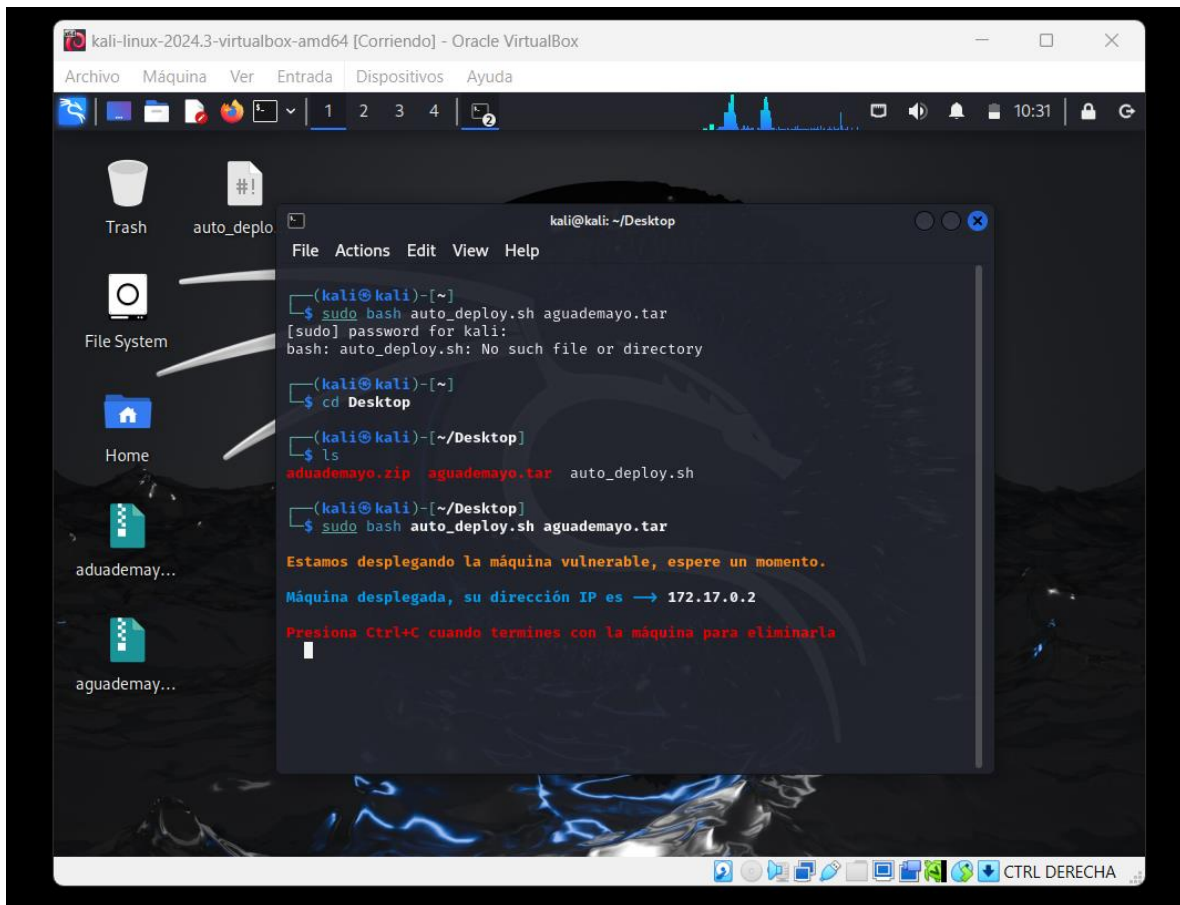 kali-linux-2024.3-virtualbox-amd64 [Corriendo] - Oracle VirtualBox
Archivo Máquina Ver Entrada Dispositivos Ayuda
1 2 3 4 2 10:31
#!
Trash auto_deplo
kali@kali: ~/Desktop
File Actions Edit View Help
┌──(kali㉿kali)-[~]
└─$ sudo bash auto_deploy.sh aguademayo.tar
[sudo] password for kali:
bash: auto_deploy.sh: No such file or directory
┌──(kali㉿kali)-[~]
└─$ cd Desktop
┌──(kali㉿kali)-[~/Desktop]
└─$ ls
aduademayo.zip aguademayo.tar auto_deploy.sh
┌──(kali㉿kali)-[~/Desktop]
└─$ sudo bash auto_deploy.sh aguademayo.tar
Estamos desplegando la máquina vulnerable, espere un momento.
Máquina desplegada, su dirección IP es ⟶ 172.17.0.2
Presiona Ctrl+C cuando termines con la máquina para eliminarla
File System
Home
aduademay...
aguademay...
CTRL DERECHA